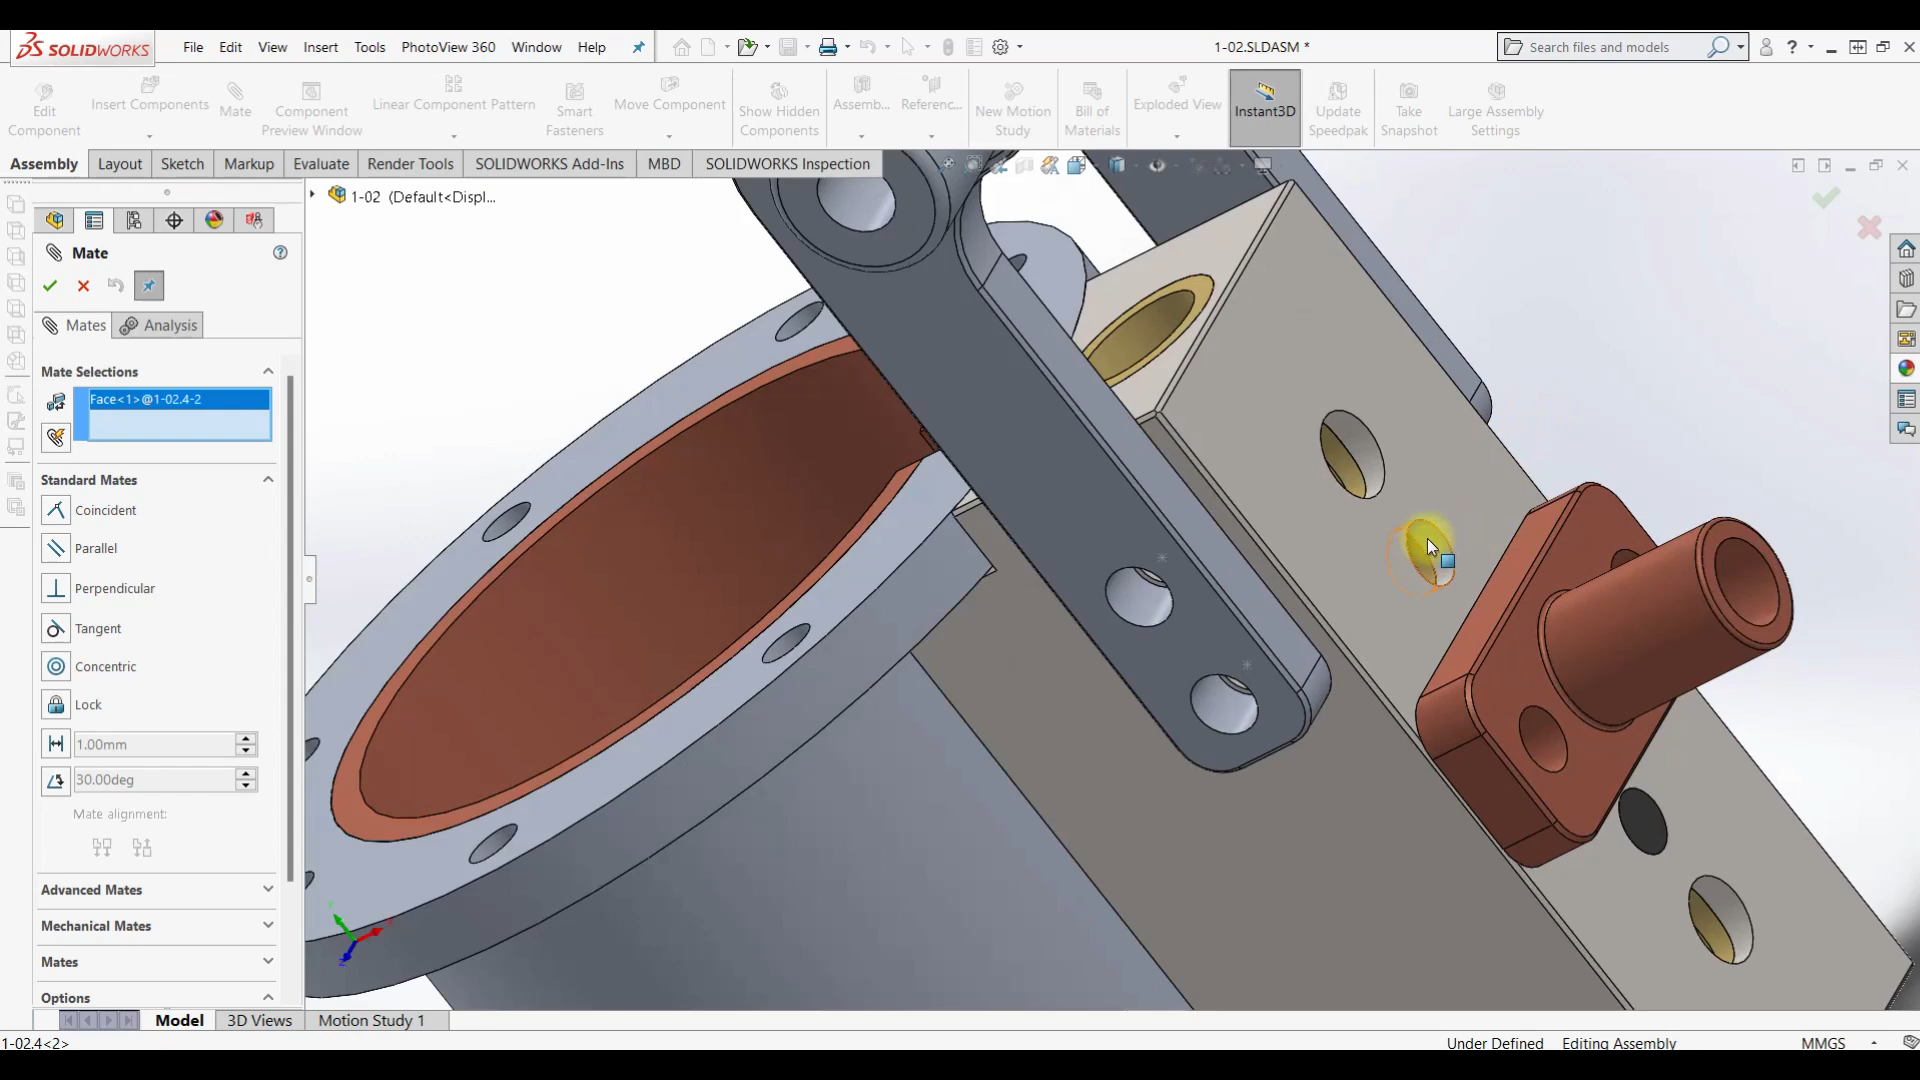 SOLIDWORKS File Edit View Insert Tools PhotoView 360 Window Help 1-02.SLDASM * Search files and models ?
Edit Component Insert Components Mate Component Preview Window Linear Component Pattern Smart Fasteners Move Component Show Hidden Components Assemb... Referenc... New Motion Study Bill of Materials Exploded View Instant3D Update Speedpak Take Snapshot Large Assembly Settings
Assembly Layout Sketch Markup Evaluate Render Tools SOLIDWORKS Add-Ins MBD SOLIDWORKS Inspection
1-02 (Default<Displ...
Mate ?
Mates Analysis
Mate Selections
Face<1>@1-02.4-2
Standard Mates
Coincident
Parallel
Perpendicular
Tangent
Concentric
Lock
1.00mm
30.00deg
Mate alignment:
Advanced Mates
Mechanical Mates
Mates
Options
Model 3D Views Motion Study 1
1-02.4<2> Under Defined Editing Assembly MMGS